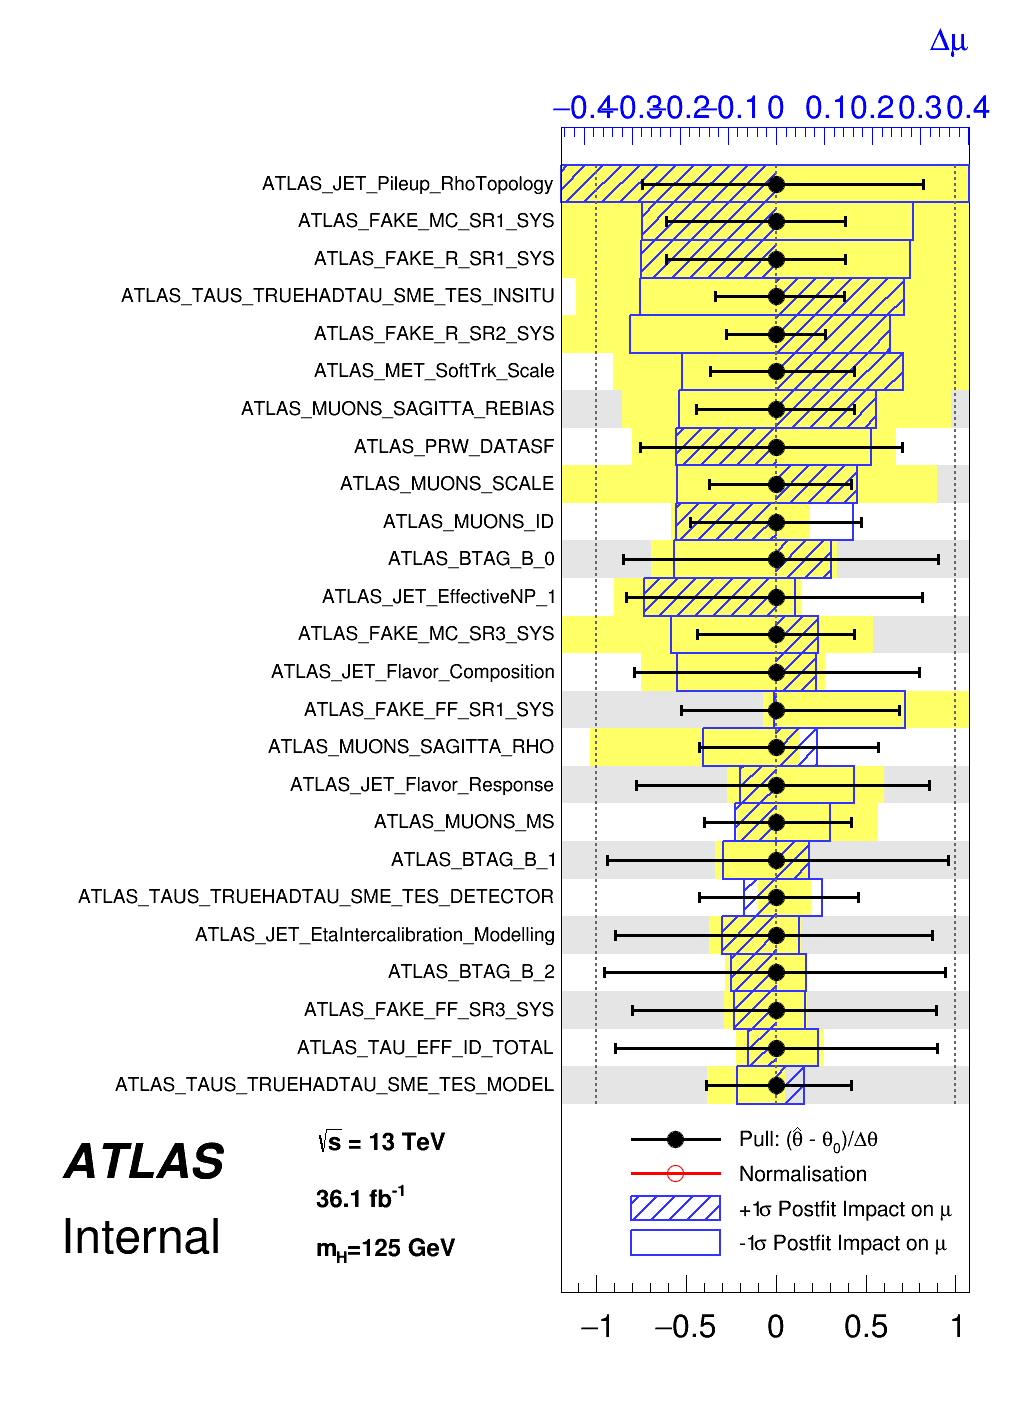 Δμ
−0.4 −0.3 −0.2 −0.1 0 0.1 0.2 0.3 0.4
ATLAS_JET_Pileup_RhoTopology
ATLAS_FAKE_MC_SR1_SYS
ATLAS_FAKE_R_SR1_SYS
ATLAS_TAUS_TRUEHADTAU_SME_TES_INSITU
ATLAS_FAKE_R_SR2_SYS
ATLAS_MET_SoftTrk_Scale
ATLAS_MUONS_SAGITTA_REBIAS
ATLAS_PRW_DATASF
ATLAS_MUONS_SCALE
ATLAS_MUONS_ID
ATLAS_BTAG_B_0
ATLAS_JET_EffectiveNP_1
ATLAS_FAKE_MC_SR3_SYS
ATLAS_JET_Flavor_Composition
ATLAS_FAKE_FF_SR1_SYS
ATLAS_MUONS_SAGITTA_RHO
ATLAS_JET_Flavor_Response
ATLAS_MUONS_MS
ATLAS_BTAG_B_1
ATLAS_TAUS_TRUEHADTAU_SME_TES_DETECTOR
ATLAS_JET_EtaIntercalibration_Modelling
ATLAS_BTAG_B_2
ATLAS_FAKE_FF_SR3_SYS
ATLAS_TAU_EFF_ID_TOTAL
ATLAS_TAUS_TRUEHADTAU_SME_TES_MODEL
ATLAS
Internal
√s = 13 TeV
36.1 fb⁻¹
m_H=125 GeV
Pull: (θ̂ - θ₀)/Δθ
Normalisation
+1σ Postfit Impact on μ
-1σ Postfit Impact on μ
−1 −0.5 0 0.5 1